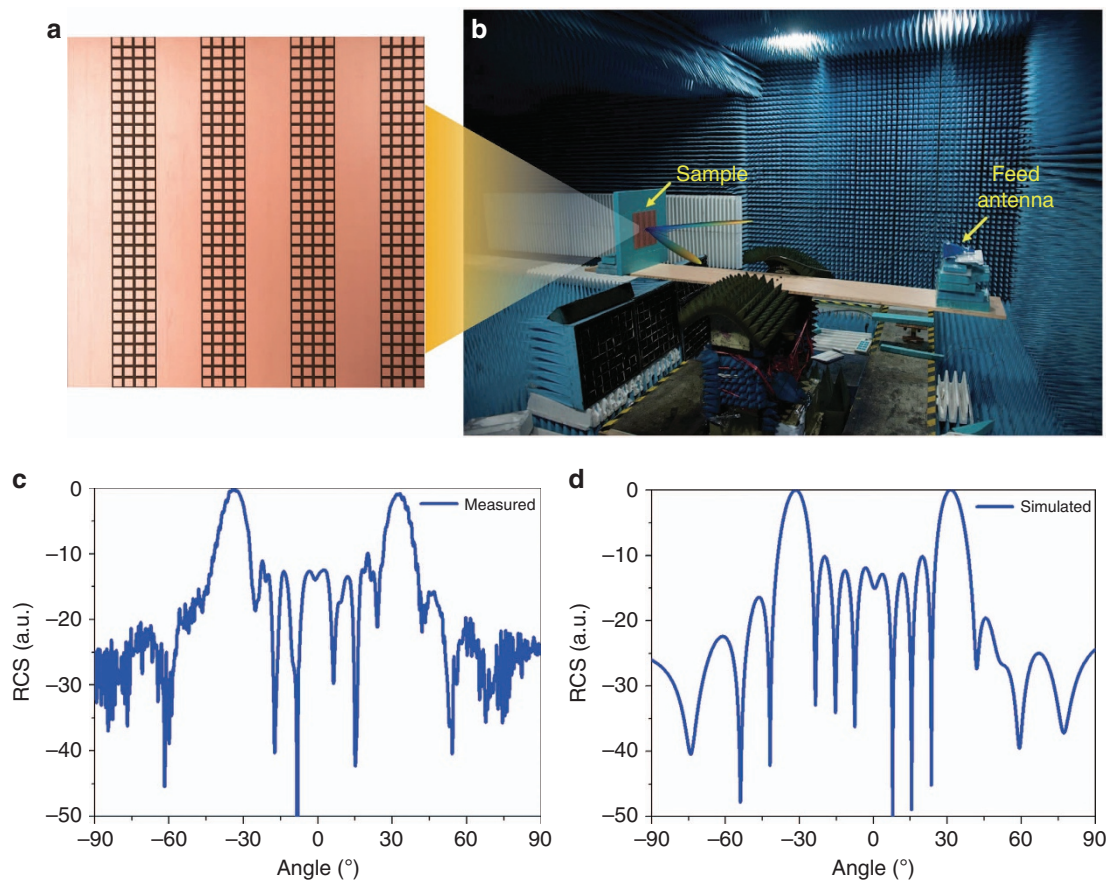 a
b
Sample
Feed
antenna
c
0
–10
–20
–30
–40
–50
RCS (a.u.)
Measured
–90
–60
–30
0
30
60
90
Angle (°)
d
0
–10
–20
–30
–40
–50
RCS (a.u.)
Simulated
–90
–60
–30
0
30
60
90
Angle (°)